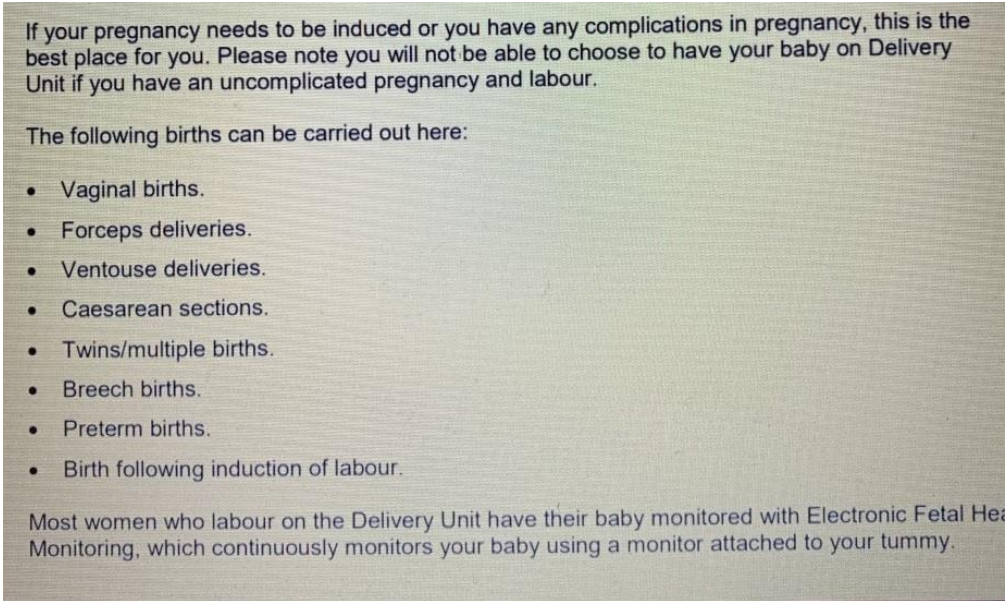 If your pregnancy needs to be induced or you have any complications in pregnancy, this is the
best place for you. Please note you will not be able to choose to have your baby on Delivery
Unit if you have an uncomplicated pregnancy and labour.
The following births can be carried out here:
• Vaginal births.
• Forceps deliveries.
• Ventouse deliveries.
• Caesarean sections.
• Twins/multiple births.
• Breech births.
• Preterm births.
• Birth following induction of labour.
Most women who labour on the Delivery Unit have their baby monitored with Electronic Fetal
Monitoring, which continuously monitors your baby using a monitor attached to your tummy.